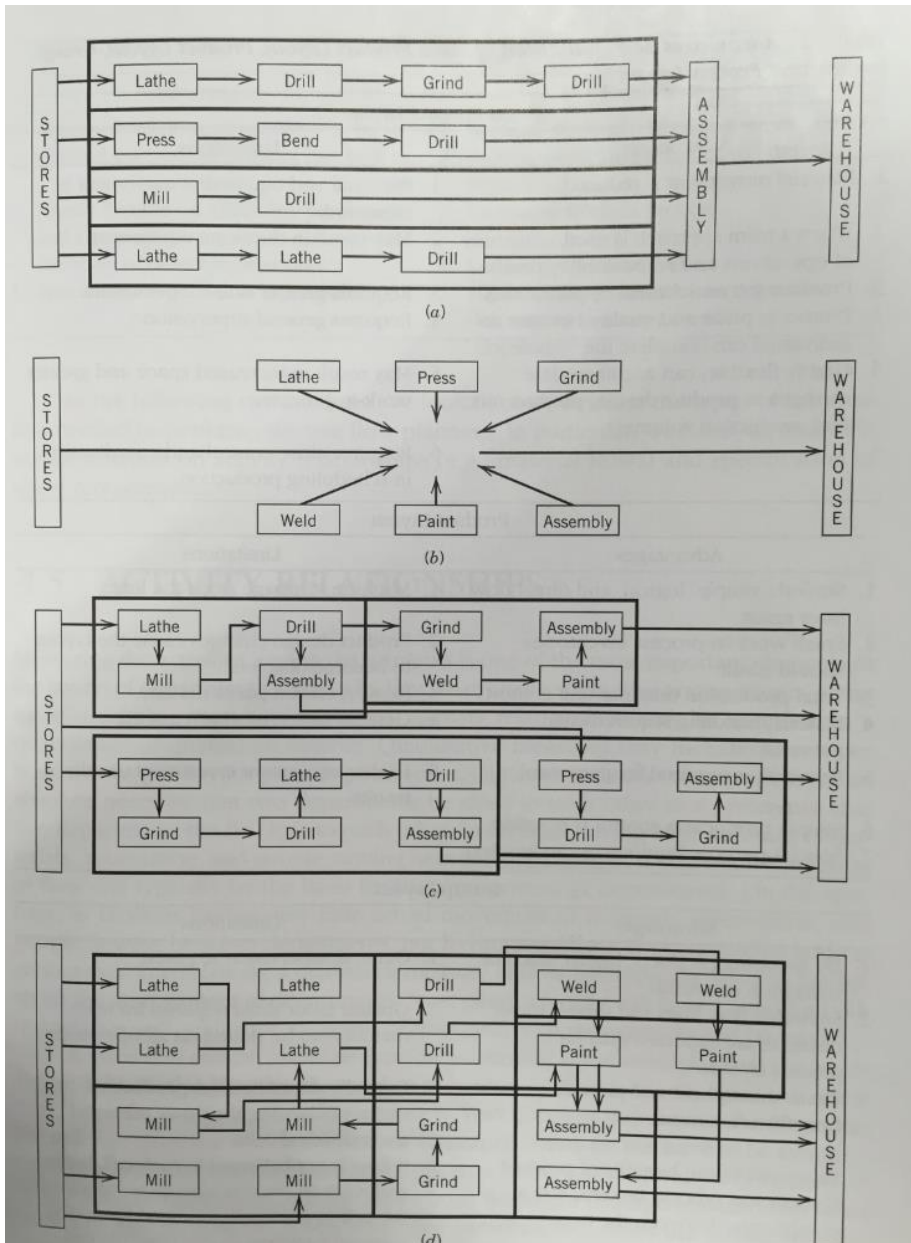 STORES
Lathe Drill Grind Drill
Press Bend Drill
Mill Drill
Lathe Lathe Drill
ASSEMBLY
WAREHOUSE
(a)
STORES
Lathe Press Grind
Weld Paint Assembly
WAREHOUSE
(b)
STORES
Lathe Drill Grind Assembly
Mill Assembly Weld Paint
Press Lathe Drill Press Assembly
Grind Drill Assembly Drill Grind
WAREHOUSE
(c)
STORES
Lathe Lathe Drill Weld Weld
Lathe Lathe Drill Paint Paint
Mill Mill Grind Assembly
Mill Mill Grind Assembly
WAREHOUSE
(d)